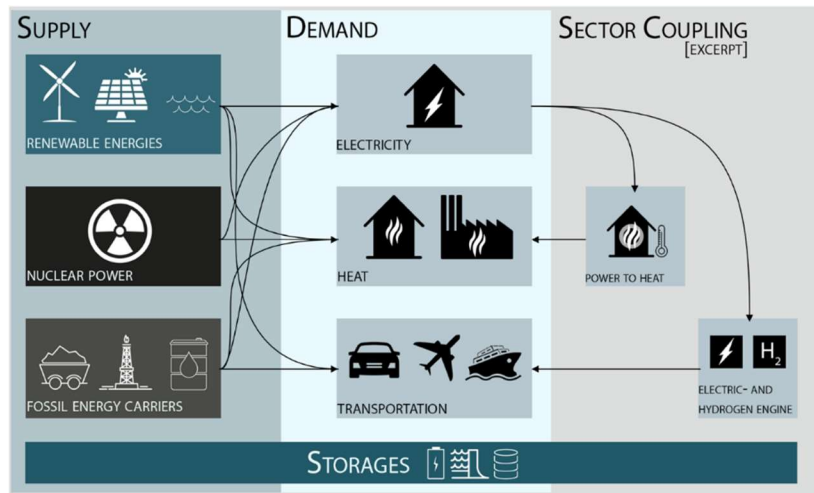 SUPPLY
DEMAND
SECTOR COUPLING
[EXCERPT]
RENEWABLE ENERGIES
ELECTRICITY
NUCLEAR POWER
HEAT
POWER TO HEAT
FOSSIL ENERGY CARRIERS
TRANSPORTATION
H2
ELECTRIC- AND
HYDROGEN ENGINE
STORAGES